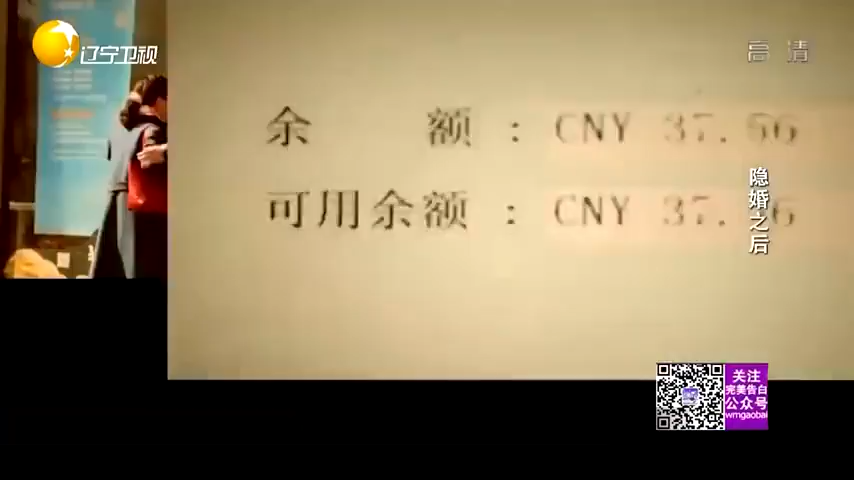 辽宁卫视
高清
余 额 : CNY 37.56
可用余额 : CNY 37. 6
隐婚之后
关注
完美告白
公众号
wmgaobai